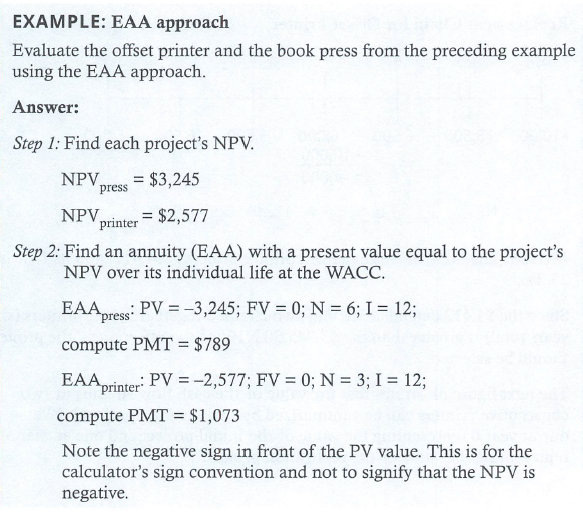 EXAMPLE: EAA approach
Evaluate the offset printer and the book press from the preceding example
using the EAA approach.
Answer:
Step 1: Find each project's NPV.
NPV press = $3,245
NPV printer = $2,577
Step 2: Find an annuity (EAA) with a present value equal to the project's
NPV over its individual life at the WACC.
EAA press: PV = –3,245; FV = 0; N = 6; I = 12;
compute PMT = $789
EAA printer: PV = –2,577; FV = 0; N = 3; I = 12;
compute PMT = $1,073
Note the negative sign in front of the PV value. This is for the
calculator's sign convention and not to signify that the NPV is
negative.